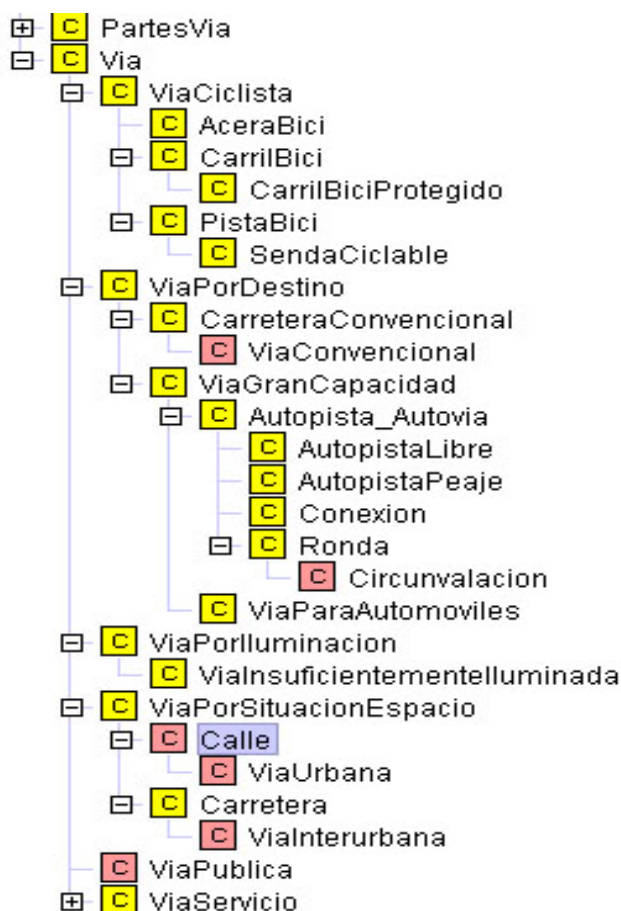 C PartesVia
C Via
C ViaCiclista
C AceraBici
C CarrilBici
C CarrilBiciProtegido
C PistaBici
C SendaCiclable
C ViaPorDestino
C CarreteraConvencional
C ViaConvencional
C ViaGranCapacidad
C Autopista_Autovia
C AutopistaLibre
C AutopistaPeaje
C Conexion
C Ronda
C Circunvalacion
C ViaParaAutomoviles
C ViaPorIluminacion
C ViaInsuficientementeIluminada
C ViaPorSituacionEspacio
C Calle
C ViaUrbana
C Carretera
C ViaInterurbana
C ViaPublica
C ViaServicio